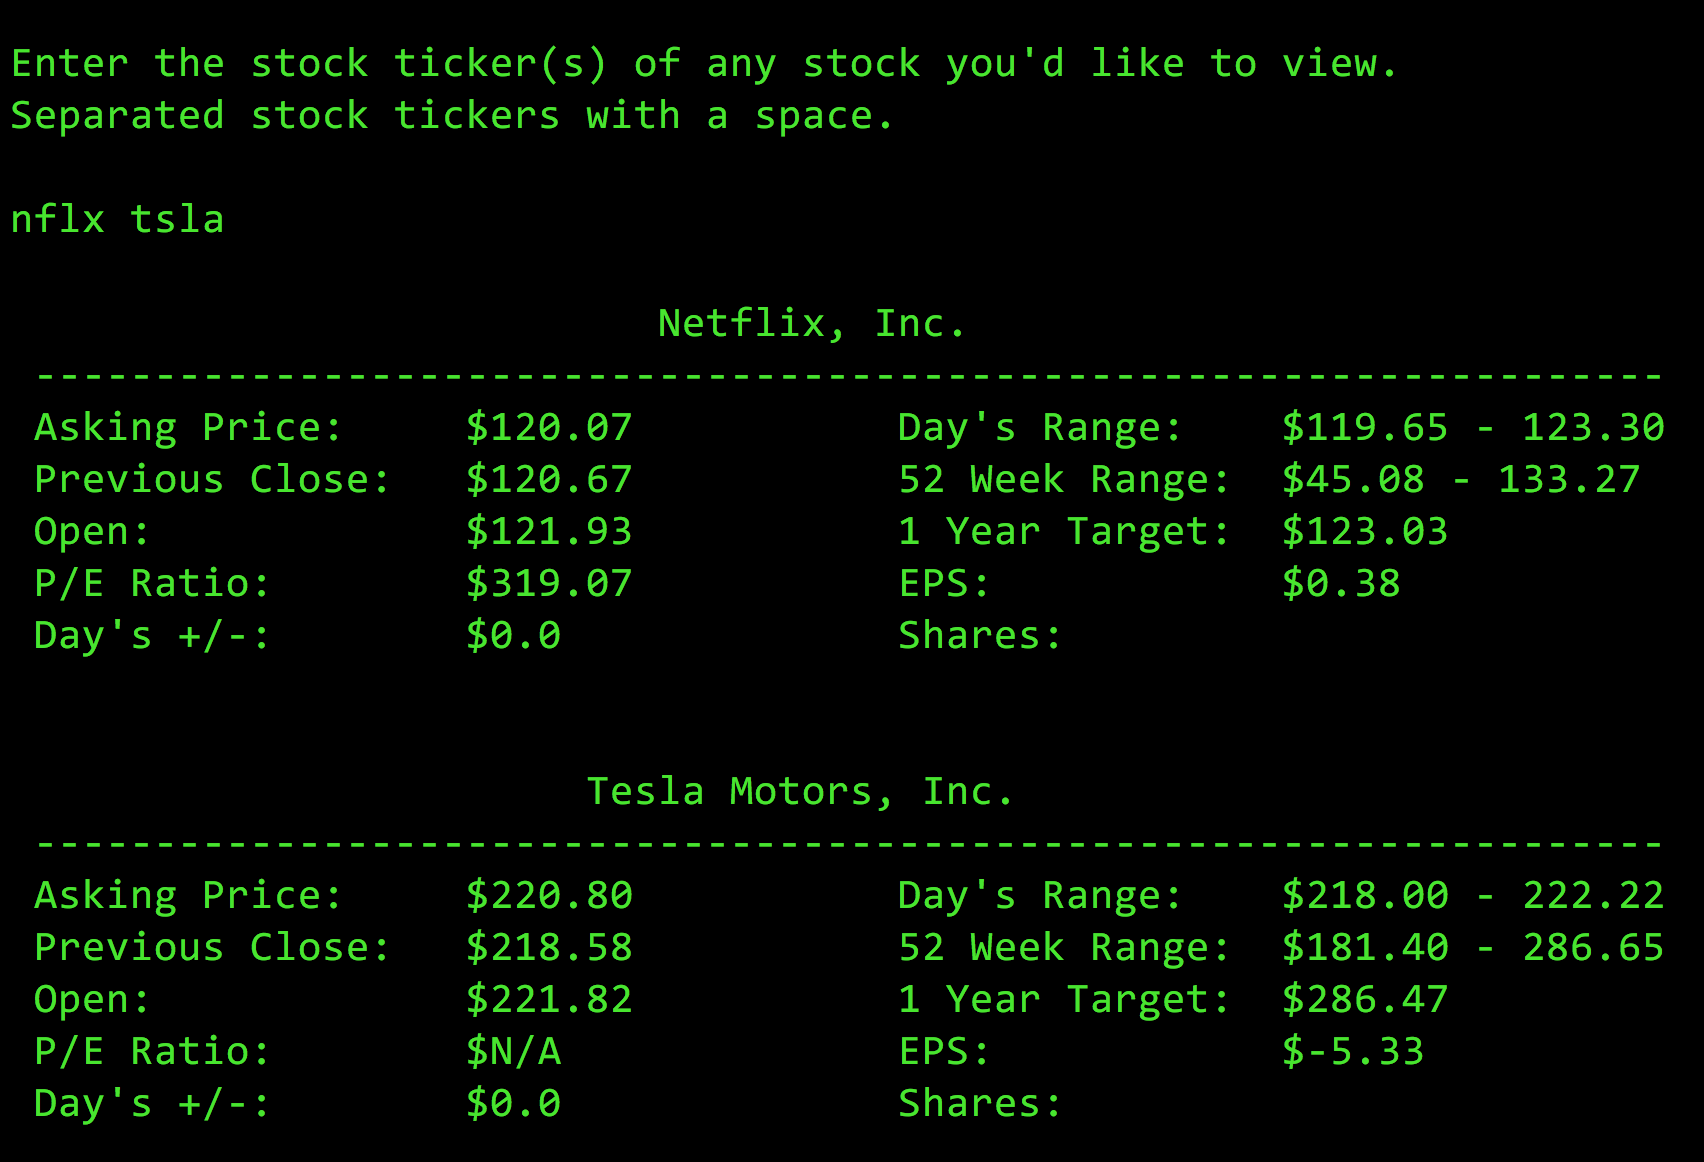 Enter the stock ticker(s) of any stock you'd like to view.
Separated stock tickers with a space.
nflx tsla
Netflix, Inc.
--------------------------------------------------------------------
Asking Price: $120.07 Day's Range: $119.65 - 123.30
Previous Close: $120.67 52 Week Range: $45.08 - 133.27
Open: $121.93 1 Year Target: $123.03
P/E Ratio: $319.07 EPS: $0.38
Day's +/-: $0.0 Shares:
Tesla Motors, Inc.
--------------------------------------------------------------------
Asking Price: $220.80 Day's Range: $218.00 - 222.22
Previous Close: $218.58 52 Week Range: $181.40 - 286.65
Open: $221.82 1 Year Target: $286.47
P/E Ratio: $N/A EPS: $-5.33
Day's +/-: $0.0 Shares: